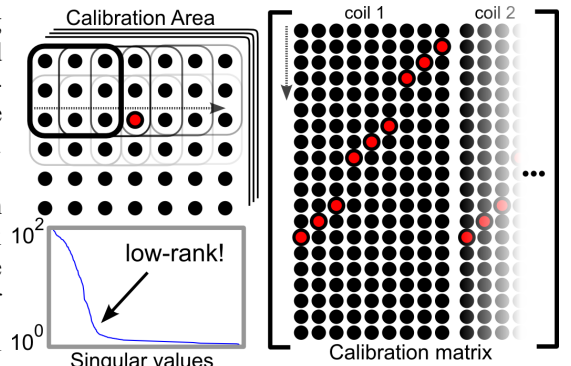 Calibration Area
coil 1
coil 2
...
10²
low-rank!
10⁰
Singular values
Calibration matrix